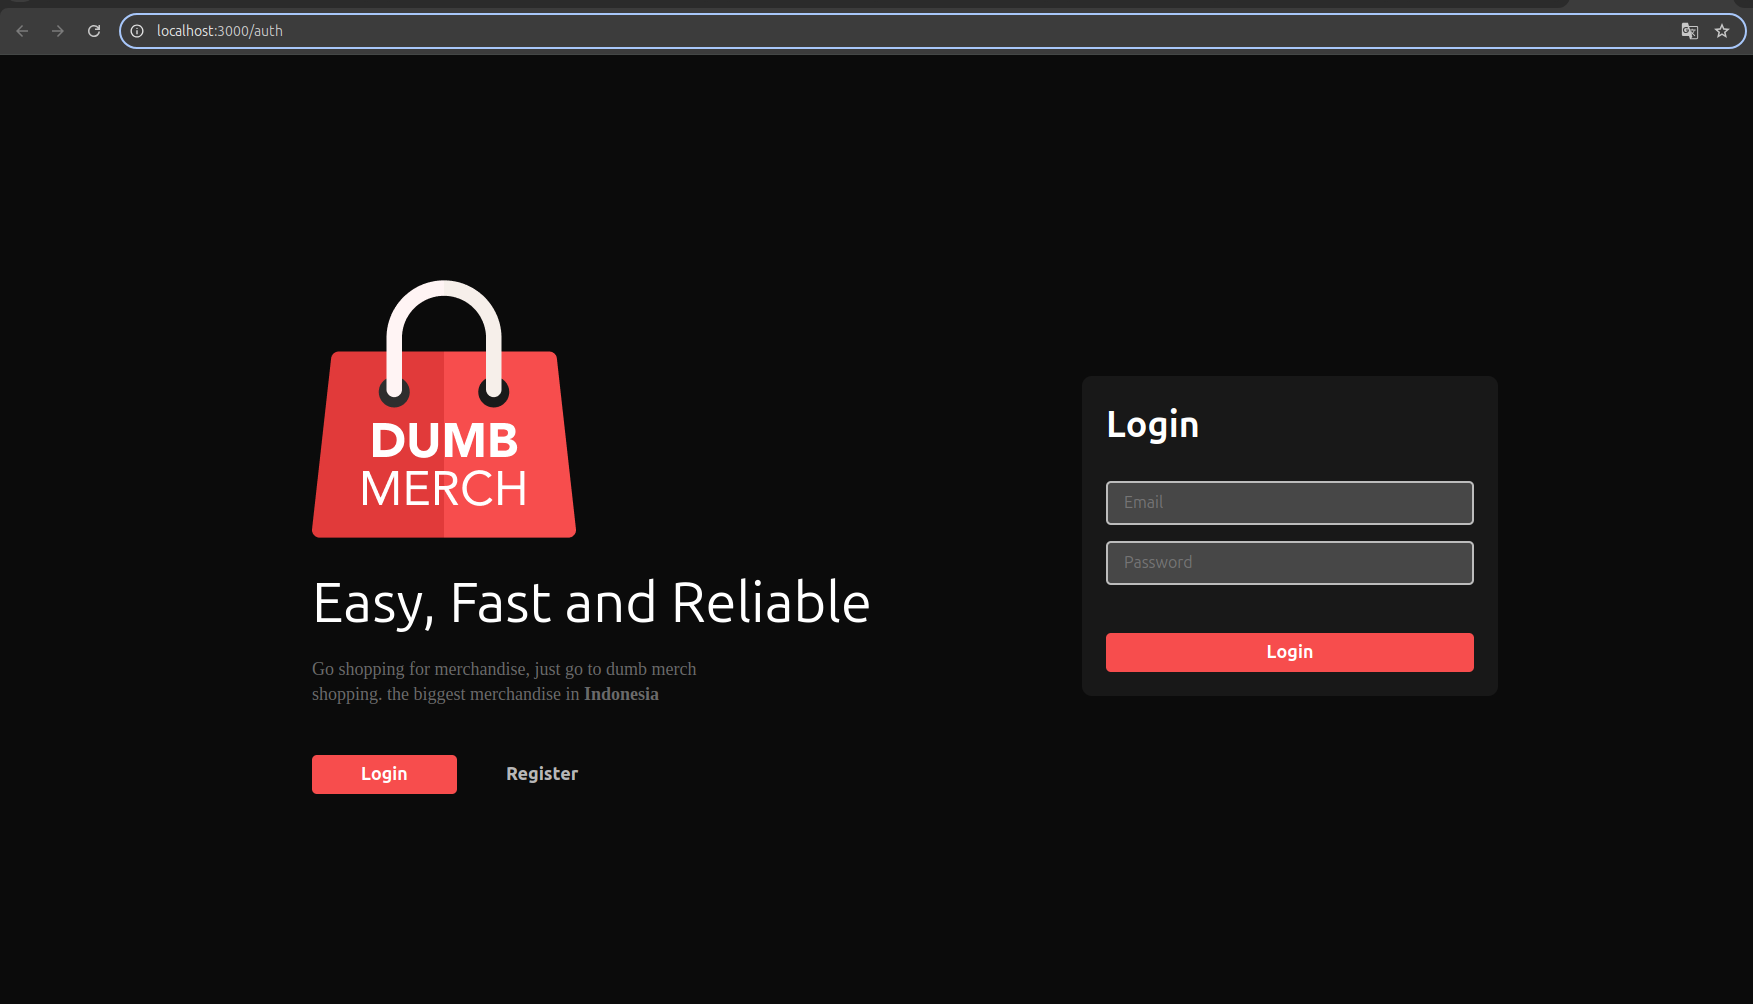 localhost:3000/auth
DUMB
MERCH
Easy, Fast and Reliable
Go shopping for merchandise, just go to dumb merch
shopping. the biggest merchandise in Indonesia
Login
Register
Login
Email
Password
Login